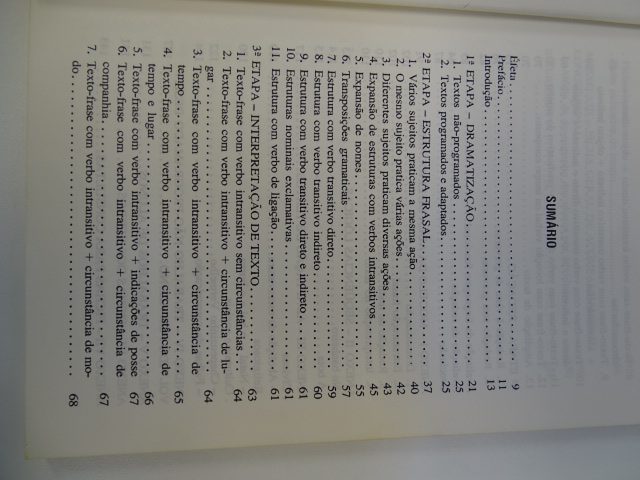 SUMÁRIO
Eleta . . . . . . . . . . . . . . . . . . . . . . . . . . . . . . . . . 9
Prefácio . . . . . . . . . . . . . . . . . . . . . . . . . . . . . . 11
Introdução . . . . . . . . . . . . . . . . . . . . . . . . . . . . 13
1ª ETAPA – DRAMATIZAÇÃO . . . . . . . . . . . . . . . . 21
1. Textos não-programados . . . . . . . . . . . . . . . . . 25
2. Textos programados e adaptados . . . . . . . . . . . . 25
2ª ETAPA – ESTRUTURA FRASAL . . . . . . . . . . . . . . 37
1. Vários sujeitos praticam a mesma ação . . . . . . . . 40
2. O mesmo sujeito pratica várias ações . . . . . . . . . 42
3. Diferentes sujeitos praticam diversas ações . . . . . 43
4. Expansão de estruturas com verbos intransitivos . . 45
5. Expansão de nomes . . . . . . . . . . . . . . . . . . . . 55
6. Transposições gramaticais . . . . . . . . . . . . . . . . 57
7. Estrutura com verbo transitivo direto . . . . . . . . . 59
8. Estrutura com verbo transitivo indireto . . . . . . . . 60
9. Estrutura com verbo transitivo direto e indireto . . . 61
10. Estruturas nominais exclamativas . . . . . . . . . . . 61
11. Estrutura com verbo de ligação . . . . . . . . . . . . . 61
3ª ETAPA – INTERPRETAÇÃO DE TEXTO . . . . . . . . . . 63
1. Texto-frase com verbo intransitivo sem circunstâncias . . . 64
2. Texto-frase com verbo intransitivo + circunstância de lu-
gar . . . . . . . . . . . . . . . . . . . . . . . . . . . . . . . 64
3. Texto-frase com verbo intransitivo + circunstância de
tempo . . . . . . . . . . . . . . . . . . . . . . . . . . . . . 65
4. Texto-frase com verbo intransitivo + circunstância de
tempo e lugar . . . . . . . . . . . . . . . . . . . . . . . . 66
5. Texto-frase com verbo intransitivo + indicações de posse 67
6. Texto-frase com verbo intransitivo + circunstância de
companhia . . . . . . . . . . . . . . . . . . . . . . . . . . 67
7. Texto-frase com verbo intransitivo + circunstância de mo-
do . . . . . . . . . . . . . . . . . . . . . . . . . . . . . . . 68